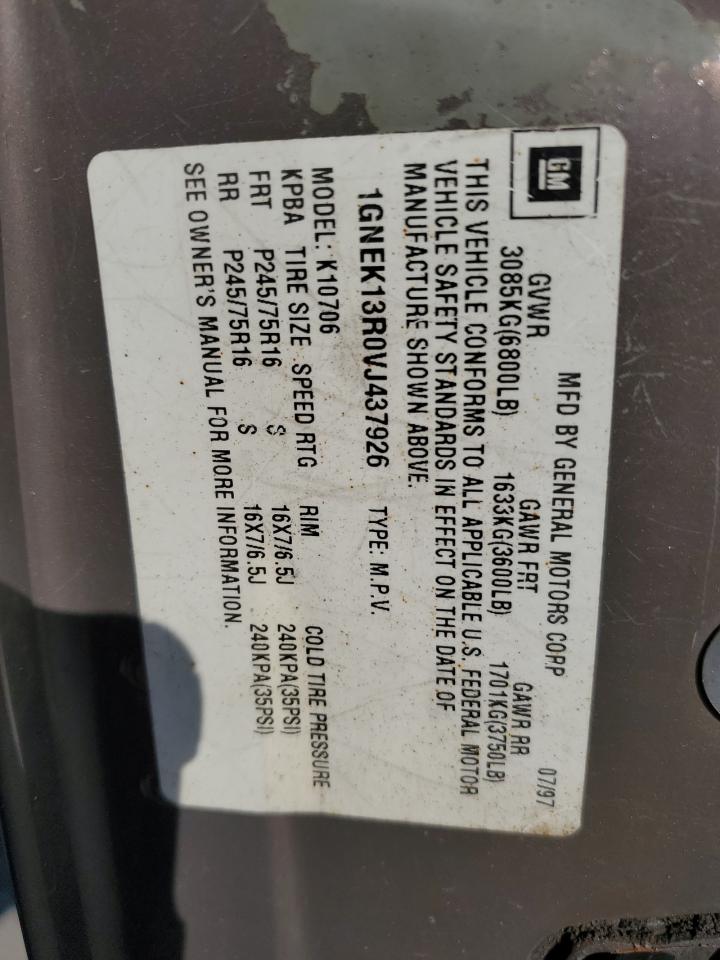 GM
MFD BY GENERAL MOTORS CORP 07/97
GVWR GAWR FRT GAWR RR
3085KG(6800LB) 1633KG(3600LB) 1701KG(3750LB)
THIS VEHICLE CONFORMS TO ALL APPLICABLE U.S. FEDERAL MOTOR
VEHICLE SAFETY STANDARDS IN EFFECT ON THE DATE OF
MANUFACTURE SHOWN ABOVE.
1GNEK13R0VJ437926 TYPE: M.P.V.
MODEL: K10706
KPBA TIRE SIZE SPEED RTG RIM COLD TIRE PRESSURE
FRT P245/75R16 S 16X7/6.5J 240KPA(35PSI)
RR P245/75R16 S 16X7/6.5J 240KPA(35PSI)
SEE OWNER'S MANUAL FOR MORE INFORMATION.